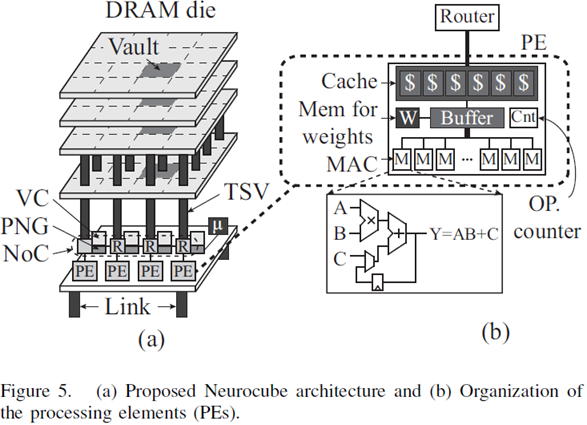 DRAM die
Vault
VC
PNG
NoC
TSV
μ
R R R
PE PE PE PE
Link
(a)
Router
PE
Cache
$ $ $ $ $ $
Mem for
weights
W
Buffer
Cnt
MAC
M M M ... M M M
OP.
counter
A
B
C
×
+
Y=AB+C
(b)
Figure 5. (a) Proposed Neurocube architecture and (b) Organization of
the processing elements (PEs).